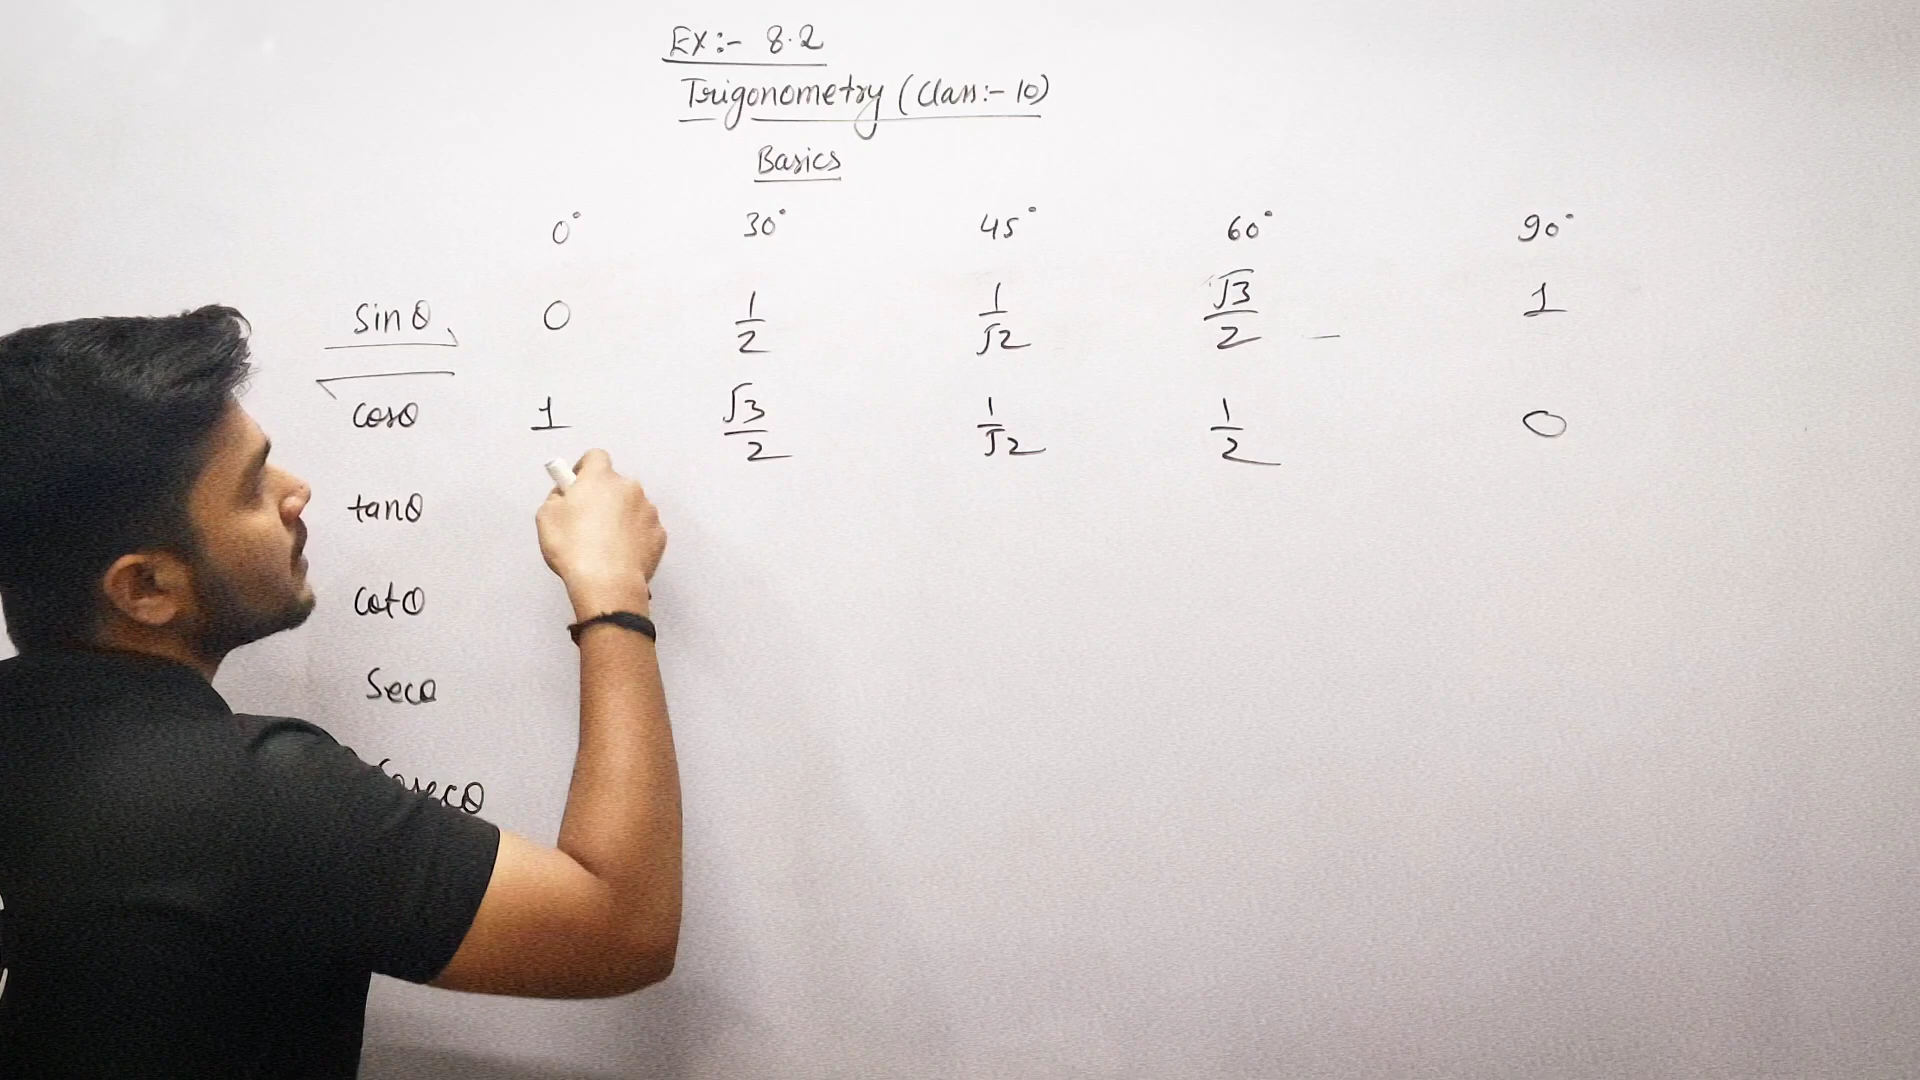 Ex:- 8.2
Trigonometry (Class:- 10)
Basics
0° 30° 45° 60° 90°
Sinθ 0 1/2 1/√2 √3/2 1
cosθ 1 √3/2 1/√2 1/2 0
tanθ
Cotθ
Secθ
Cosecθ